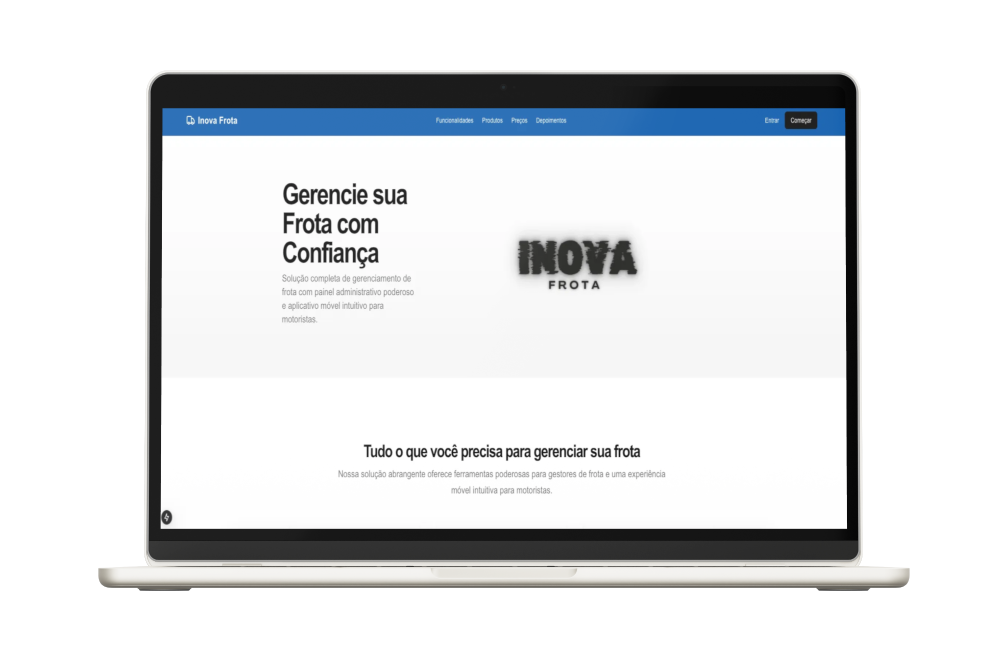 Inova Frota
Funcionalidades Produtos Preços Depoimentos
Entrar Começar
Gerencie sua
Frota com
Confiança
Solução completa de gerenciamento de
frota com painel administrativo poderoso
e aplicativo móvel intuitivo para
motoristas.
INOVA
FROTA
Tudo o que você precisa para gerenciar sua frota
Nossa solução abrangente oferece ferramentas poderosas para gestores de frota e uma experiência
móvel intuitiva para motoristas.